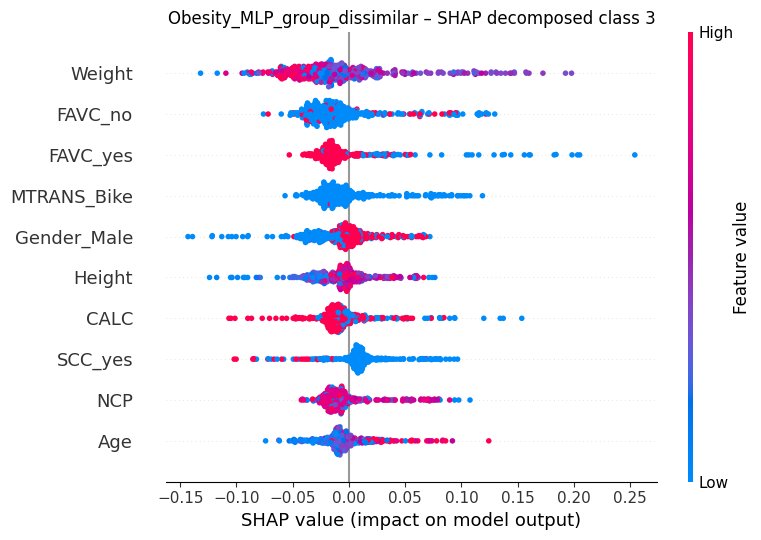 Obesity_MLP_group_dissimilar – SHAP decomposed class 3
High
Weight
FAVC_no
FAVC_yes
MTRANS_Bike
Gender_Male
Height
CALC
SCC_yes
NCP
Age
Feature value
Low
−0.15 −0.10 −0.05 0.00 0.05 0.10 0.15 0.20 0.25
SHAP value (impact on model output)